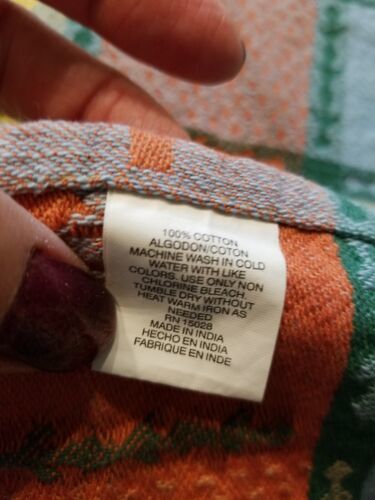 100% COTTON
ALGODON/COTON
MACHINE WASH IN COLD
WATER WITH LIKE
COLORS. USE ONLY NON
CHLORINE BLEACH.
TUMBLE DRY WITHOUT
HEAT WARM IRON AS
NEEDED
RN 15028
MADE IN INDIA
HECHO EN INDIA
FABRIQUE EN INDE